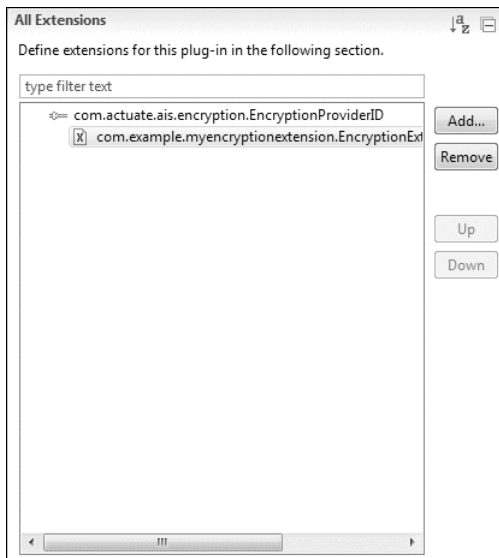 All Extensions
Define extensions for this plug-in in the following section.
type filter text
com.actuate.ais.encryption.EncryptionProviderID
com.example.myencryptionextension.EncryptionExt
Add...
Remove
Up
Down